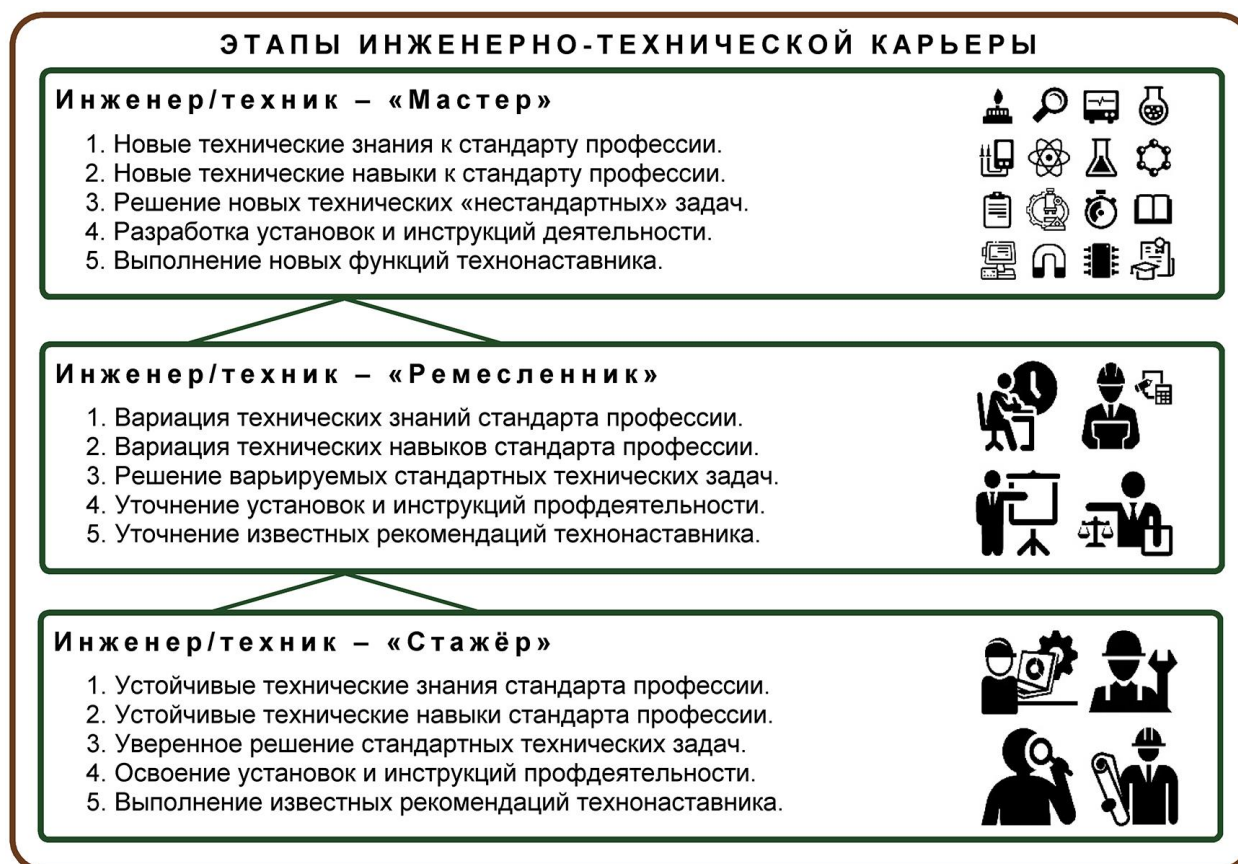 ЭТАПЫ ИНЖЕНЕРНО-ТЕХНИЧЕСКОЙ КАРЬЕРЫ
Инженер/техник – «Мастер»
1. Новые технические знания к стандарту профессии.
2. Новые технические навыки к стандарту профессии.
3. Решение новых технических «нестандартных» задач.
4. Разработка установок и инструкций деятельности.
5. Выполнение новых функций технонаставника.
Инженер/техник – «Ремесленник»
1. Вариация технических знаний стандарта профессии.
2. Вариация технических навыков стандарта профессии.
3. Решение варьируемых стандартных технических задач.
4. Уточнение установок и инструкций профдеятельности.
5. Уточнение известных рекомендаций технонаставника.
Инженер/техник – «Стажёр»
1. Устойчивые технические знания стандарта профессии.
2. Устойчивые технические навыки стандарта профессии.
3. Уверенное решение стандартных технических задач.
4. Освоение установок и инструкций профдеятельности.
5. Выполнение известных рекомендаций технонаставника.